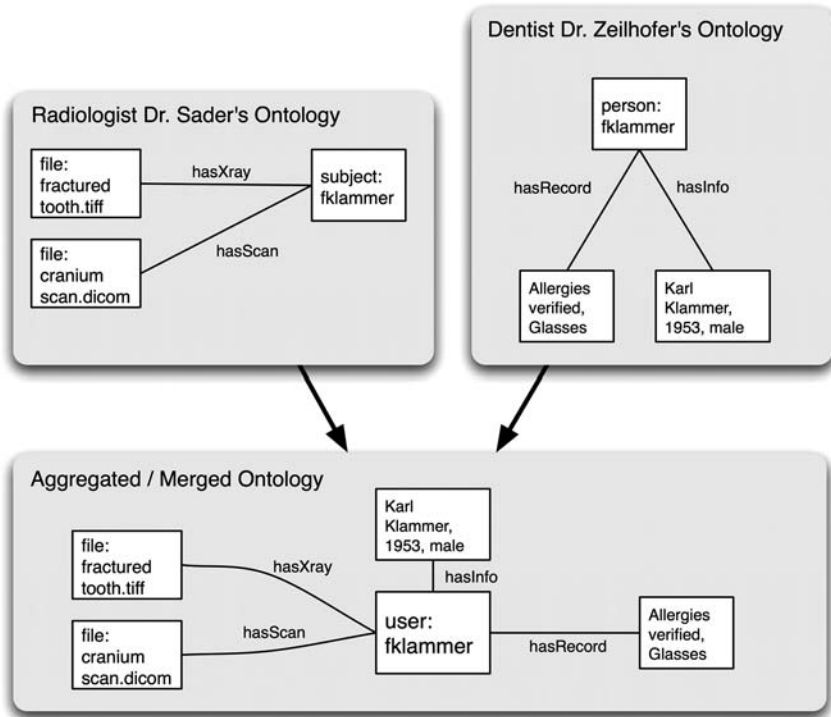 Dentist Dr. Zeilhofer's Ontology
person:
fklammer
hasRecord
hasInfo
Allergies
verified,
Glasses
Karl
Klammer,
1953, male
Radiologist Dr. Sader's Ontology
file:
fractured
tooth.tiff
hasXray
subject:
fklammer
hasScan
file:
cranium
scan.dicom
Aggregated / Merged Ontology
Karl
Klammer,
1953, male
file:
fractured
tooth.tiff
hasXray
hasInfo
user:
fklammer
hasScan
file:
cranium
scan.dicom
hasRecord
Allergies
verified,
Glasses